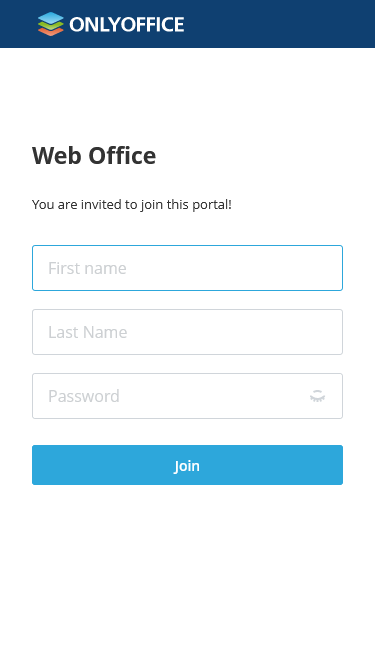 ONLYOFFICE
Web Office
You are invited to join this portal!
First name
Last Name
Password
Join